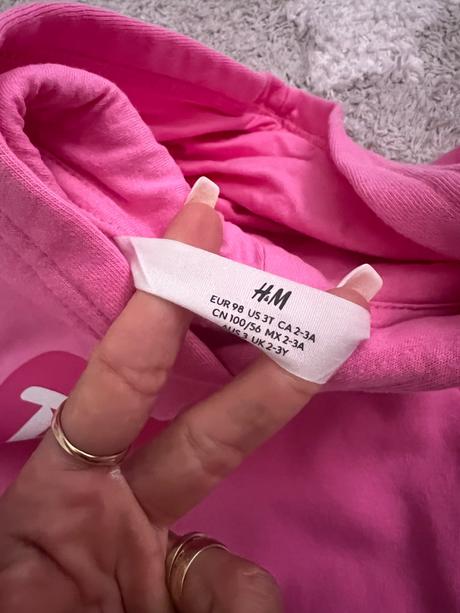 H&M
EUR 98 US 3T CA 2-3A
CN 100/56 MX 2-3A
AUS 3 UK 2-3Y